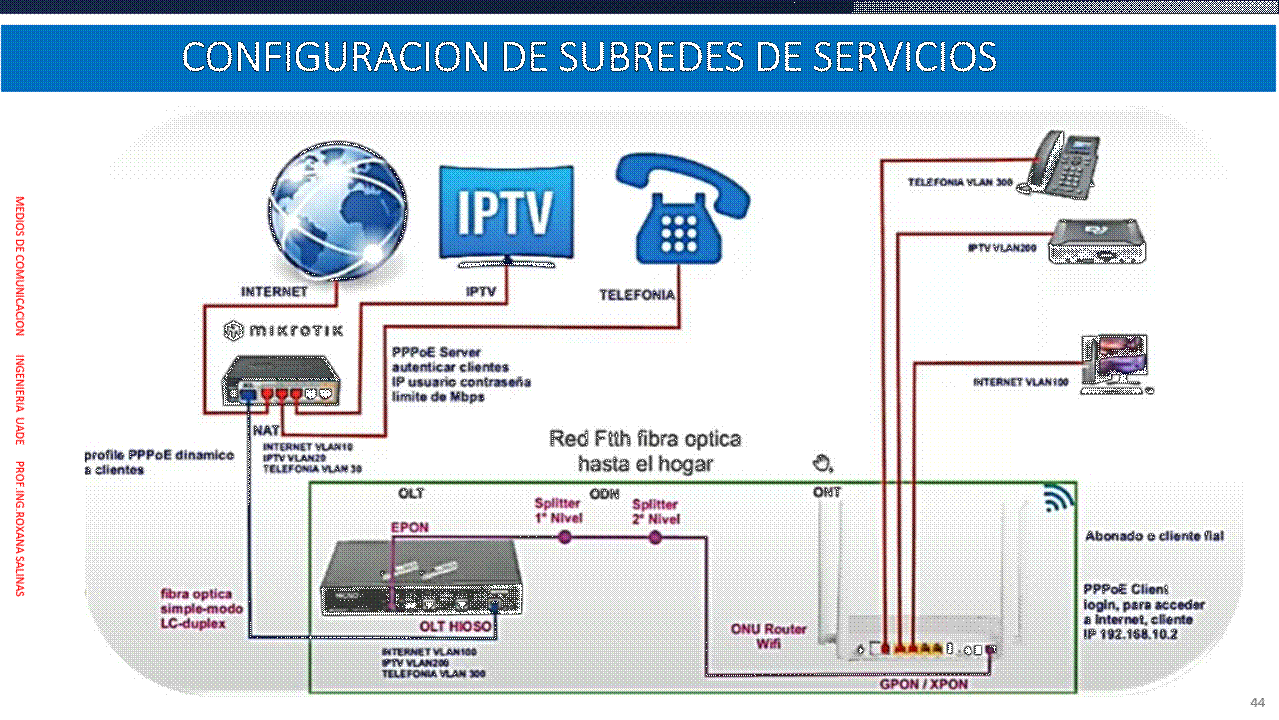 CONFIGURACION DE SUBREDES DE SERVICIOS
MEDIOS DE COMUNICACION INGENIERIA UADE PROF.ING.ROXANA SALINAS
IPTV
INTERNET
IPTV
TELEFONIA
MIKROTIK
PPPoE Server
autenticar clientes
IP usuario contraseña
limite de Mbps
NAT
INTERNET VLAN10
IPTV VLAN20
TELEFONIA VLAN 30
profile PPPoE dinamico
a clientes
TELEFONIA VLAN 300
IPTV VLAN200
INTERNET VLAN100
Red Ftth fibra optica
hasta el hogar
OLT
ODN
ONT
EPON
Splitter
1° Nivel
Splitter
2° Nivel
fibra optica
simple-modo
LC-duplex
OLT HIOSO
INTERNET VLAN100
IPTV VLAN200
TELEFONIA VLAN 300
ONU Router
Wifi
GPON / XPON
Abonado o cliente fial
PPPoE Client
login, para acceder
a Internet, cliente
IP 192.168.10.2
44